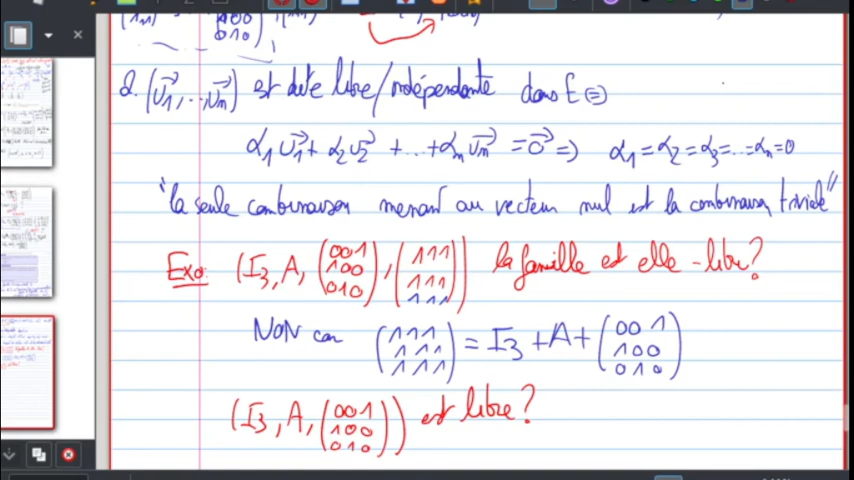 2. (v⃗1, ..., v⃗n) est dite libre/indépendante dans E ⇔
α1 v⃗1 + α2 v⃗2 + ... + αn v⃗n = 0⃗ ⇒ α1 = α2 = α3 = ... = αn = 0
"la seule combinaison menant au vecteur nul est la combinaison triviale"
Exo: (I3, A, (0 0 1 / 1 0 0 / 0 1 0), (1 1 1 / 1 1 1 / 1 1 1)) la famille est elle-libre?
NON car (1 1 1 / 1 1 1 / 1 1 1) = I3 + A + (0 0 1 / 1 0 0 / 0 1 0)
(I3, A, (0 0 1 / 1 0 0 / 0 1 0)) est libre?